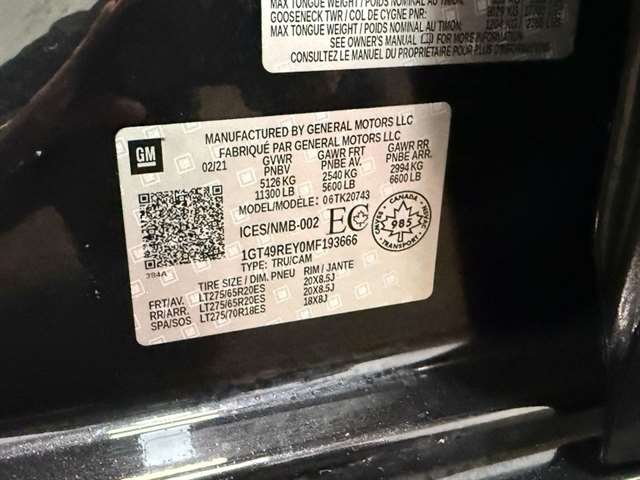 MAX TONGUE WEIGHT / POIDS NOMINAL AU TIMON:
GOOSENECK TWR / COL DE CYGNE PNR:
MAX TONGUE WEIGHT / POIDS NOMINAL AU TIMON:
SEE OWNER'S MANUAL OF FOR MORE INFORMATION
CONSULTEZ LE MANUEL DU PROPRIETAIRE POUR PLUS D'INFORMATION
GM
MANUFACTURED BY GENERAL MOTORS LLC
FABRIQUÉ PAR GENERAL MOTORS LLC
02/21 GVWR GAWR FRT GAWR RR
PNBV PNBE AV. PNBE ARR.
5126 KG 2540 KG 2994 KG
11300 LB 5600 LB 6600 LB
MODEL/MODÈLE: 06TK20743
ICES/NMB-002 EC
CANADA
985
1GT49REY0MF193666
TYPE: TRU/CAM
394A
TIRE SIZE / DIM. PNEU RIM / JANTE
FRT/AV. LT275/65R20ES 20X8.5J
RR/ARR. LT275/65R20ES 20X8.5J
SPA/SOS LT275/70R18ES 18X8J